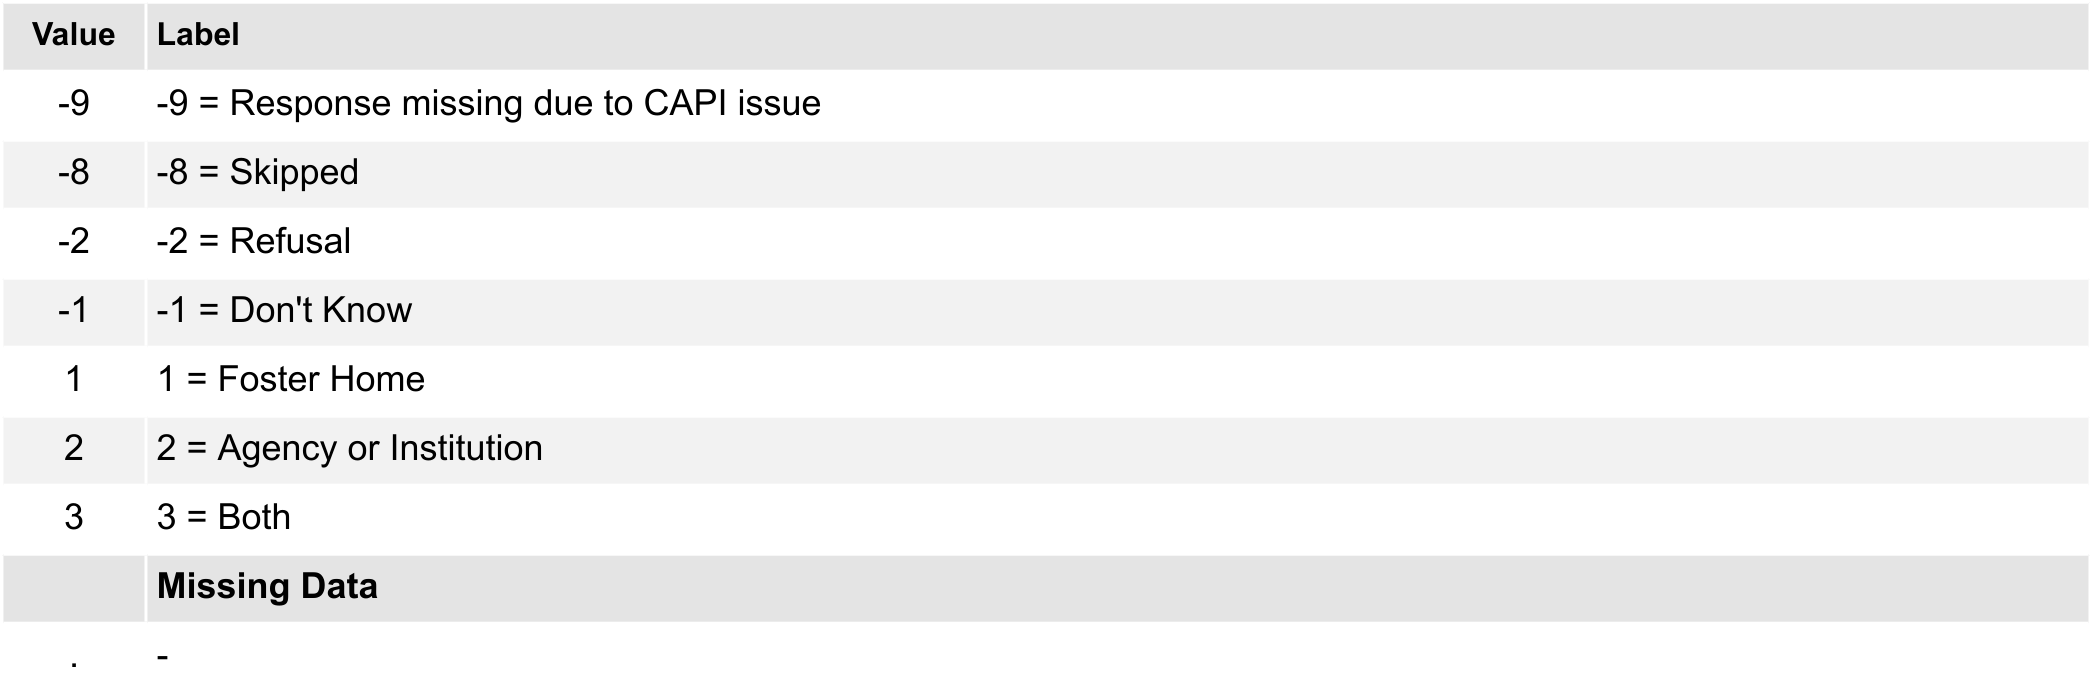 Value Label
-9 -9 = Response missing due to CAPI issue
-8 -8 = Skipped
-2 -2 = Refusal
-1 -1 = Don't Know
1 1 = Foster Home
2 2 = Agency or Institution
3 3 = Both
Missing Data
. -